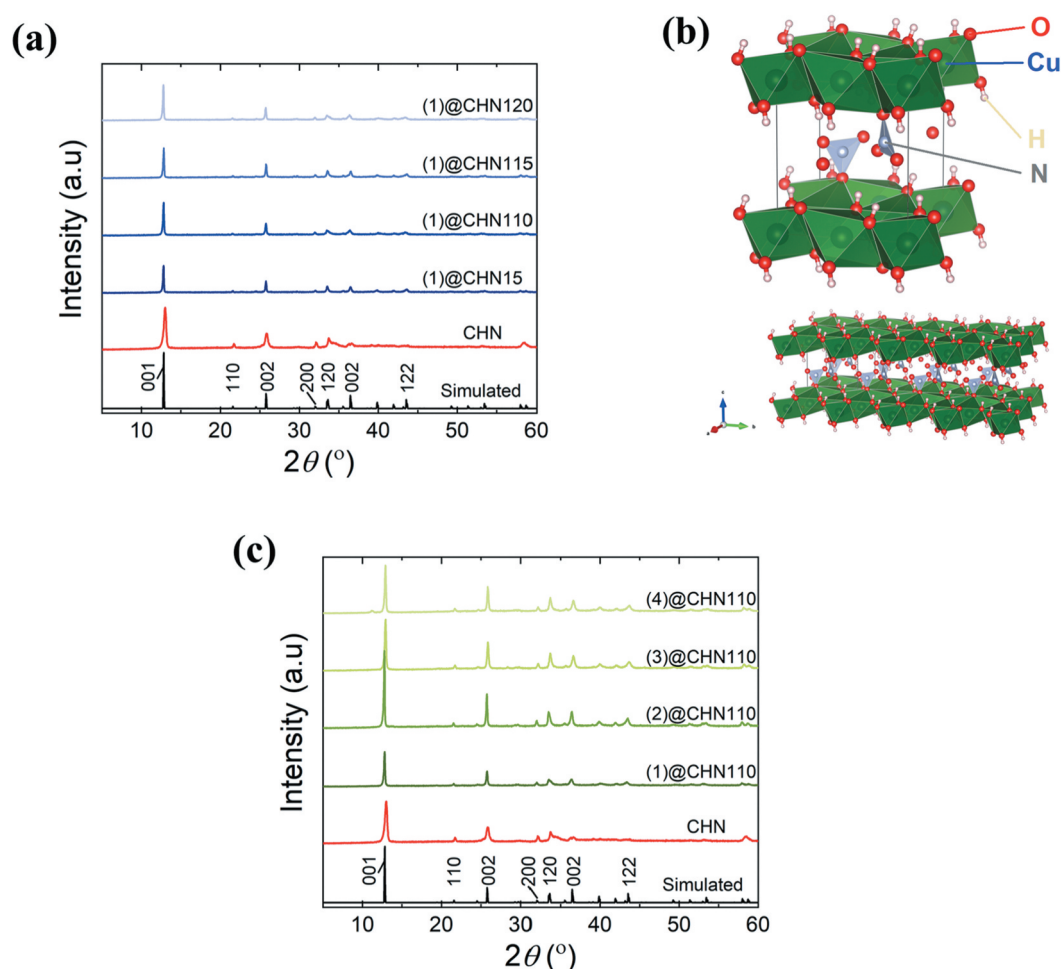 (a)
Intensity (a.u)
(1)@CHN120
(1)@CHN115
(1)@CHN110
(1)@CHN15
CHN
Simulated
001
110
002
200
120
002
122
10 20 30 40 50 60
2θ (°)
(b)
O
Cu
H
N
c
a
b
(c)
Intensity (a.u)
(4)@CHN110
(3)@CHN110
(2)@CHN110
(1)@CHN110
CHN
Simulated
001
110
002
200
120
002
122
10 20 30 40 50 60
2θ (°)